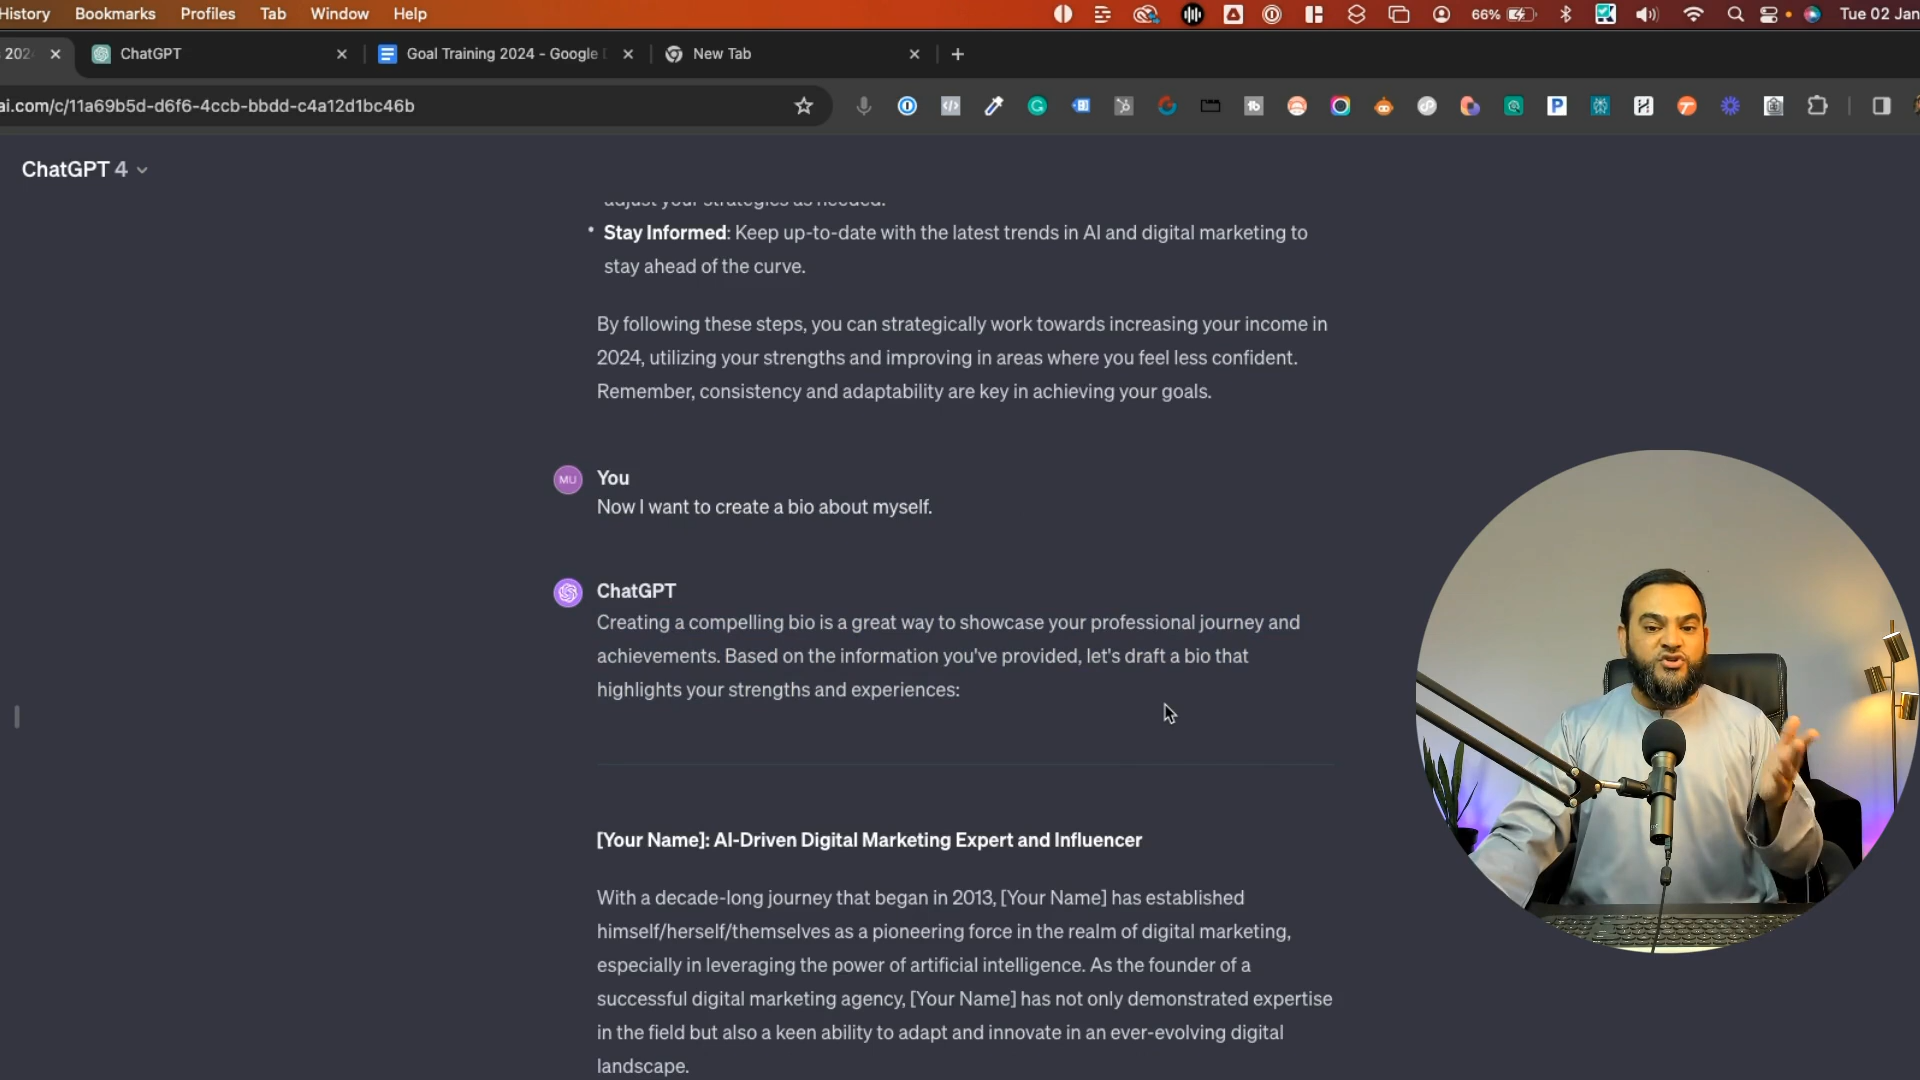 History Bookmarks Profiles Tab Window Help 66% Tue 02 Jan
202 ChatGPT Goal Training 2024 - Google New Tab
ai.com/c/11a69b5d-d6f6-4ccb-bbdd-c4a12d1bc46b
ChatGPT 4
adjust your strategies as needed.
• Stay Informed: Keep up-to-date with the latest trends in AI and digital marketing to
stay ahead of the curve.
By following these steps, you can strategically work towards increasing your income in
2024, utilizing your strengths and improving in areas where you feel less confident.
Remember, consistency and adaptability are key in achieving your goals.
MU You
Now I want to create a bio about myself.
ChatGPT
Creating a compelling bio is a great way to showcase your professional journey and
achievements. Based on the information you've provided, let's draft a bio that
highlights your strengths and experiences:
[Your Name]: AI-Driven Digital Marketing Expert and Influencer
With a decade-long journey that began in 2013, [Your Name] has established
himself/herself/themselves as a pioneering force in the realm of digital marketing,
especially in leveraging the power of artificial intelligence. As the founder of a
successful digital marketing agency, [Your Name] has not only demonstrated expertise
in the field but also a keen ability to adapt and innovate in an ever-evolving digital
landscape.